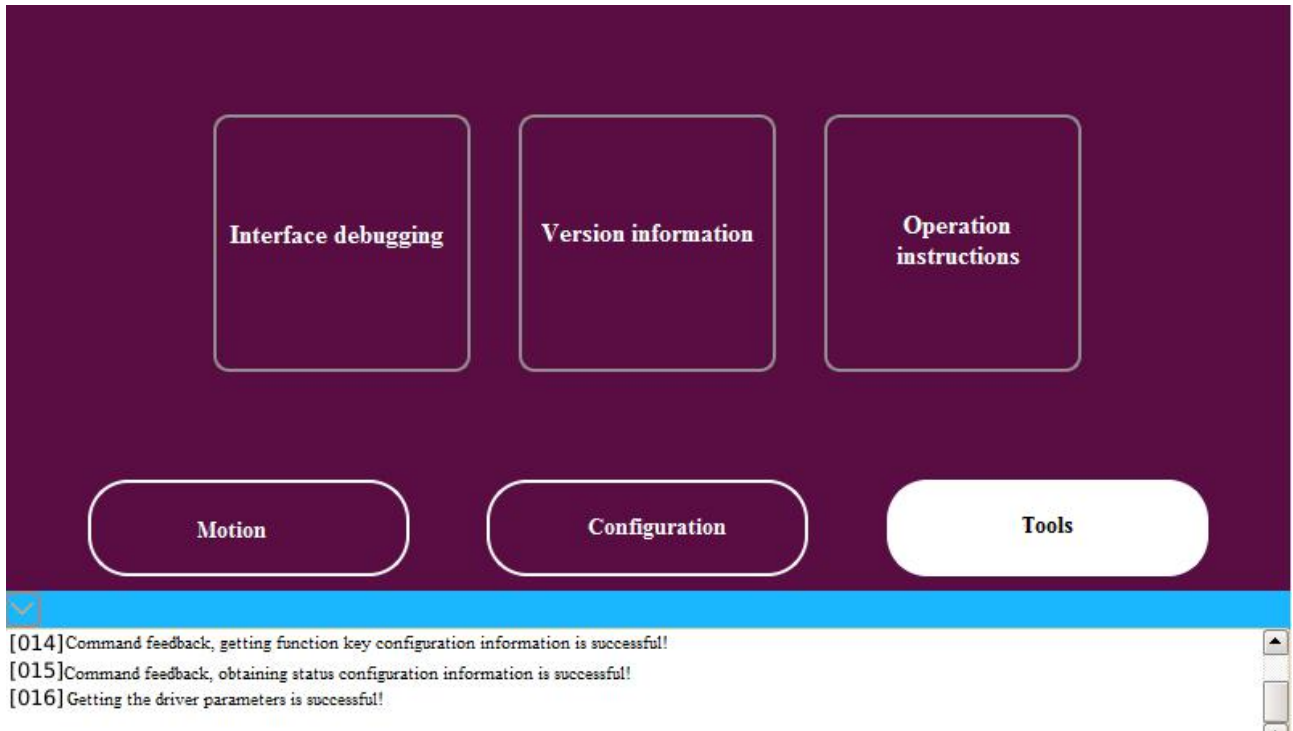 Interface debugging
Version information
Operation
instructions
Motion
Configuration
Tools
[014]Command feedback, getting function key configuration information is successful!
[015]Command feedback, obtaining status configuration information is successful!
[016]Getting the driver parameters is successful!